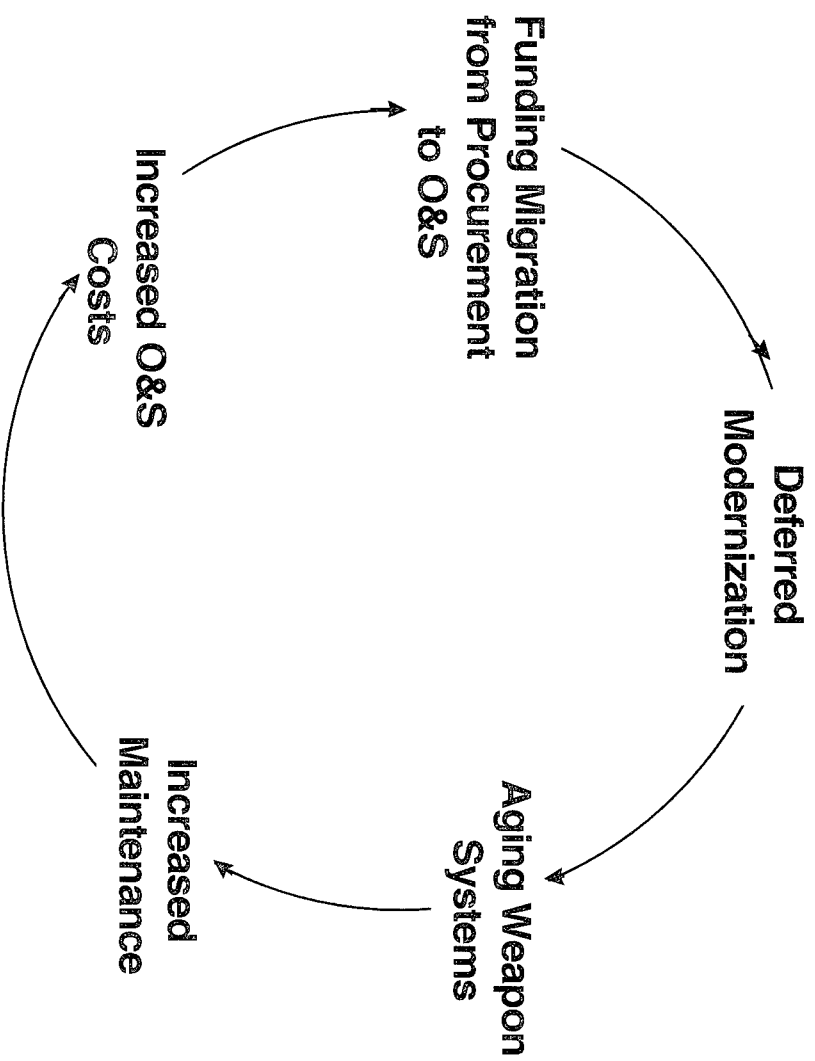 Deferred
Modernization
Aging Weapon
Systems
Increased
Maintenance
Increased O&S
Costs
Funding Migration
from Procurement
to O&S